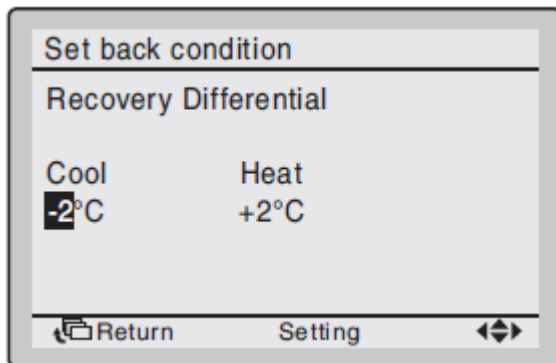 Set back condition
Recovery Differential
Cool Heat
-2°C +2°C
Return Setting